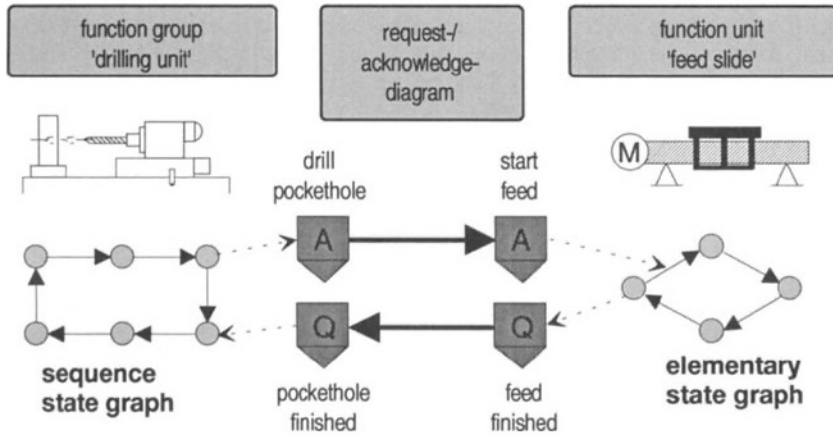 function group
'drilling unit'
request-/
acknowledge-
diagram
function unit
'feed slide'
drill
pockethole
start
feed
M
A
A
Q
Q
sequence
state graph
pockethole
finished
feed
finished
elementary
state graph